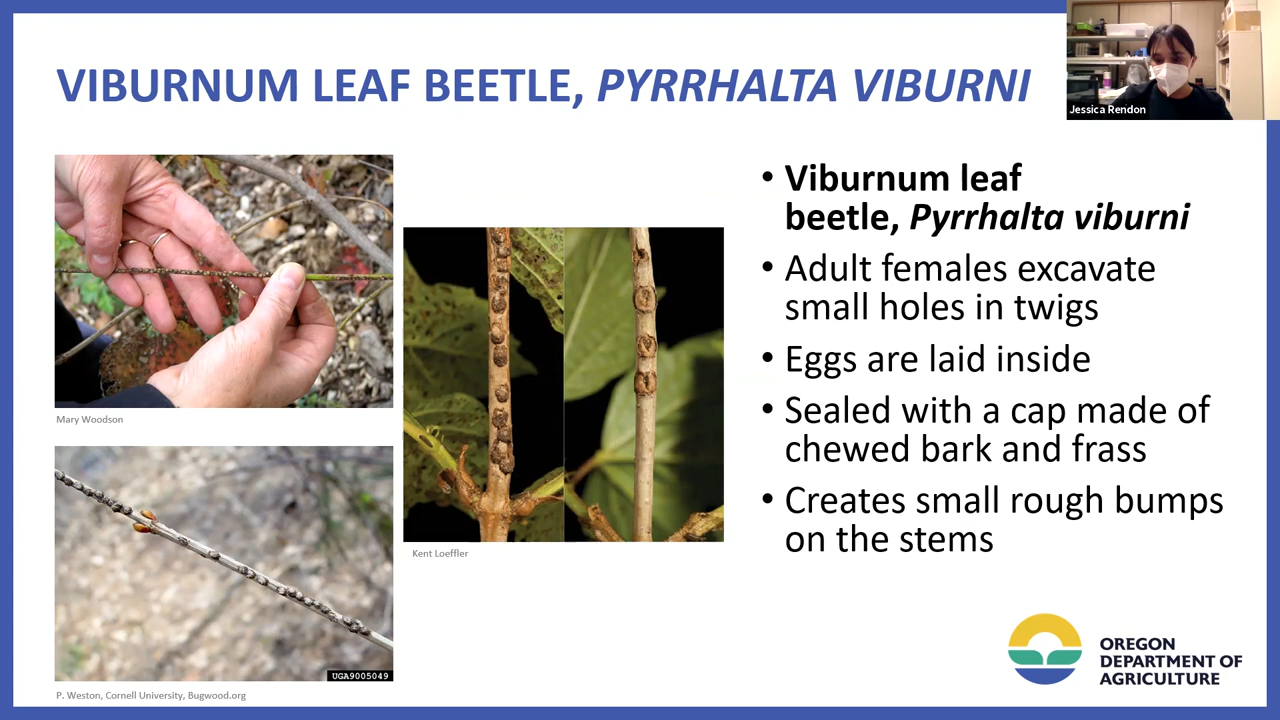 VIBURNUM LEAF BEETLE, PYRRHALTA VIBURNI
Jessica Rendon
Mary Woodson
UGA9005049
P. Weston, Cornell University, Bugwood.org
Kent Loeffler
• Viburnum leaf
beetle, Pyrrhalta viburni
• Adult females excavate
small holes in twigs
• Eggs are laid inside
• Sealed with a cap made of
chewed bark and frass
• Creates small rough bumps
on the stems
OREGON
DEPARTMENT OF
AGRICULTURE